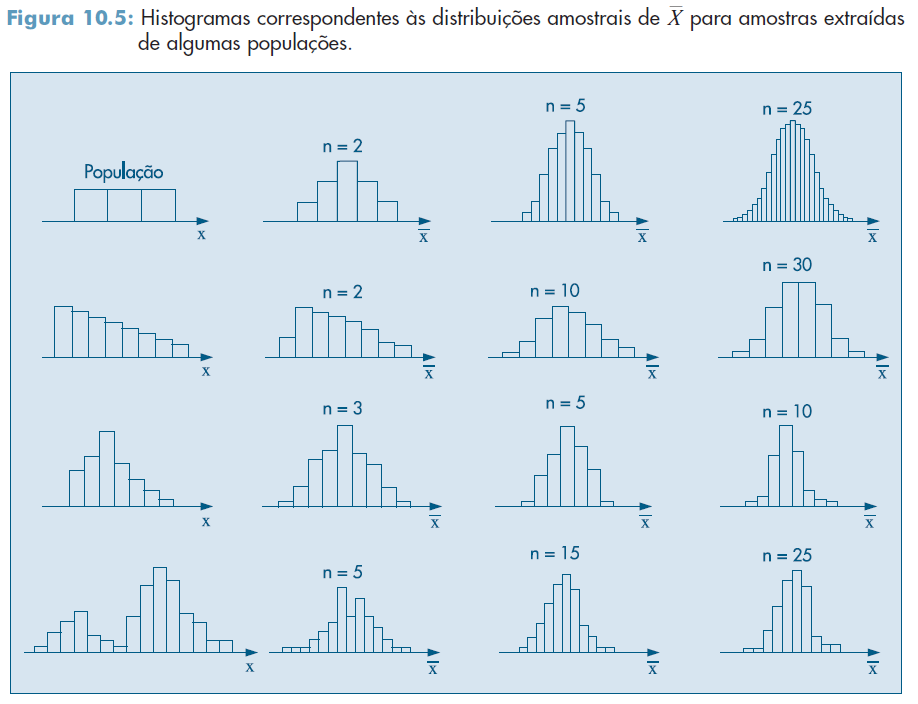 Figura 10.5: Histogramas correspondentes às distribuições amostrais de X̅ para amostras extraídas
de algumas populações.
População
n = 2
n = 5
n = 25
x
x̅
x̅
x̅
n = 2
n = 10
n = 30
x
x̅
x̅
x̅
n = 3
n = 5
n = 10
x
x̅
x̅
x̅
n = 5
n = 15
n = 25
x
x̅
x̅
x̅